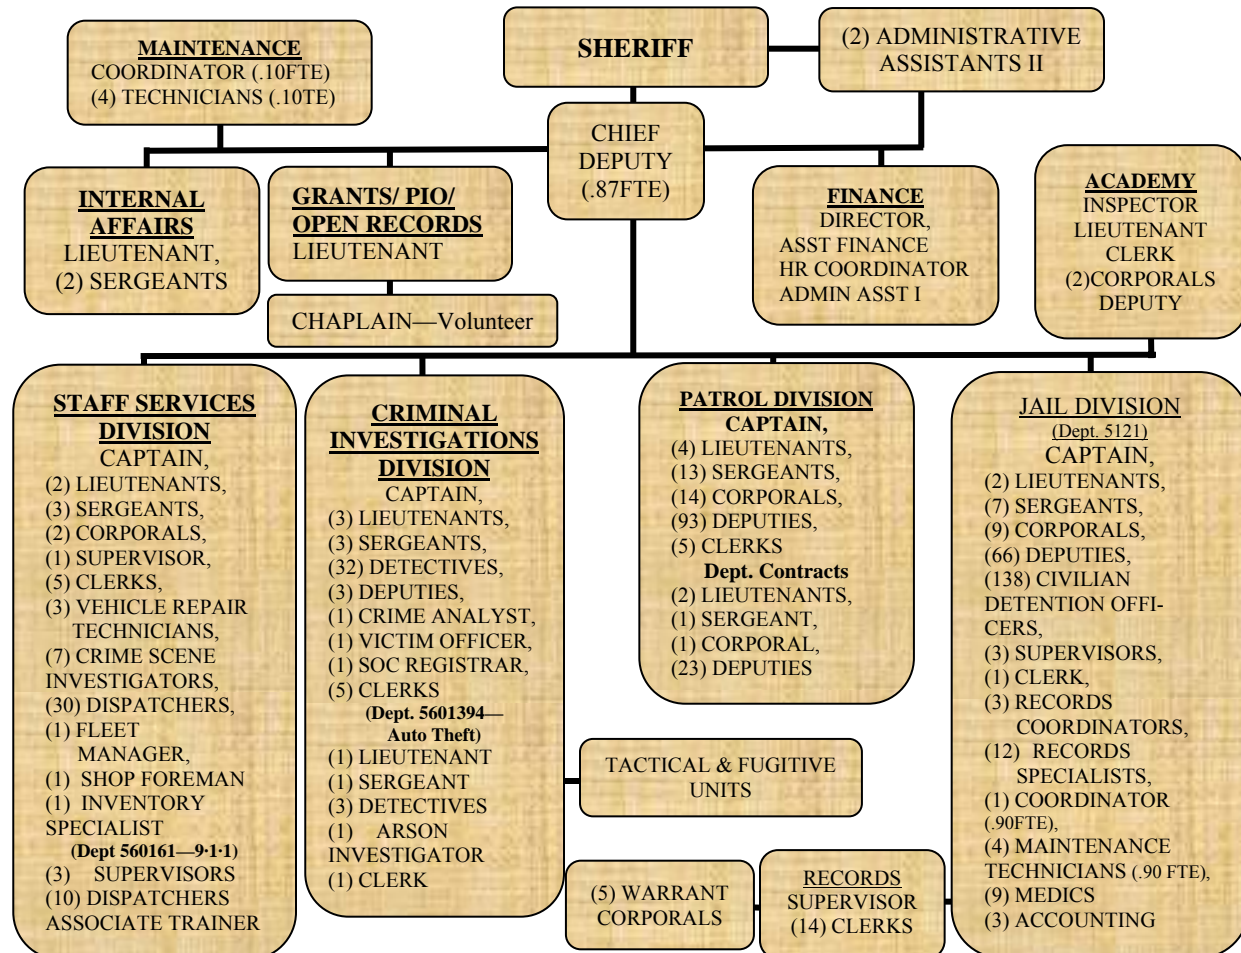 MAINTENANCE
COORDINATOR (.10FTE)
(4) TECHNICIANS (.10TE)
SHERIFF
(2) ADMINISTRATIVE
ASSISTANTS II
CHIEF
DEPUTY
(.87FTE)
INTERNAL
AFFAIRS
LIEUTENANT,
(2) SERGEANTS
GRANTS/ PIO/
OPEN RECORDS
LIEUTENANT
CHAPLAIN—Volunteer
FINANCE
DIRECTOR,
ASST FINANCE
HR COORDINATOR
ADMIN ASST I
ACADEMY
INSPECTOR
LIEUTENANT
CLERK
(2)CORPORALS
DEPUTY
STAFF SERVICES
DIVISION
CAPTAIN,
(2) LIEUTENANTS,
(3) SERGEANTS,
(2) CORPORALS,
(1) SUPERVISOR,
(5) CLERKS,
(3) VEHICLE REPAIR
TECHNICIANS,
(7) CRIME SCENE
INVESTIGATORS,
(30) DISPATCHERS,
(1) FLEET
MANAGER,
(1) SHOP FOREMAN
(1) INVENTORY
SPECIALIST
(Dept 560161—9·1·1)
(3) SUPERVISORS
(10) DISPATCHERS
ASSOCIATE TRAINER
CRIMINAL
INVESTIGATIONS
DIVISION
CAPTAIN,
(3) LIEUTENANTS,
(3) SERGEANTS,
(32) DETECTIVES,
(3) DEPUTIES,
(1) CRIME ANALYST,
(1) VICTIM OFFICER,
(1) SOC REGISTRAR,
(5) CLERKS
(Dept. 5601394—
Auto Theft)
(1) LIEUTENANT
(1) SERGEANT
(3) DETECTIVES
(1) ARSON
INVESTIGATOR
(1) CLERK
TACTICAL & FUGITIVE
UNITS
PATROL DIVISION
CAPTAIN,
(4) LIEUTENANTS,
(13) SERGEANTS,
(14) CORPORALS,
(93) DEPUTIES,
(5) CLERKS
Dept. Contracts
(2) LIEUTENANTS,
(1) SERGEANT,
(1) CORPORAL,
(23) DEPUTIES
JAIL DIVISION
(Dept. 5121)
CAPTAIN,
(2) LIEUTENANTS,
(7) SERGEANTS,
(9) CORPORALS,
(66) DEPUTIES,
(138) CIVILIAN
DETENTION OFFI-
CERS,
(3) SUPERVISORS,
(1) CLERK,
(3) RECORDS
COORDINATORS,
(12) RECORDS
SPECIALISTS,
(1) COORDINATOR
(.90FTE),
(4) MAINTENANCE
TECHNICIANS (.90 FTE),
(9) MEDICS
(3) ACCOUNTING
RECORDS
SUPERVISOR
(14) CLERKS
(5) WARRANT
CORPORALS